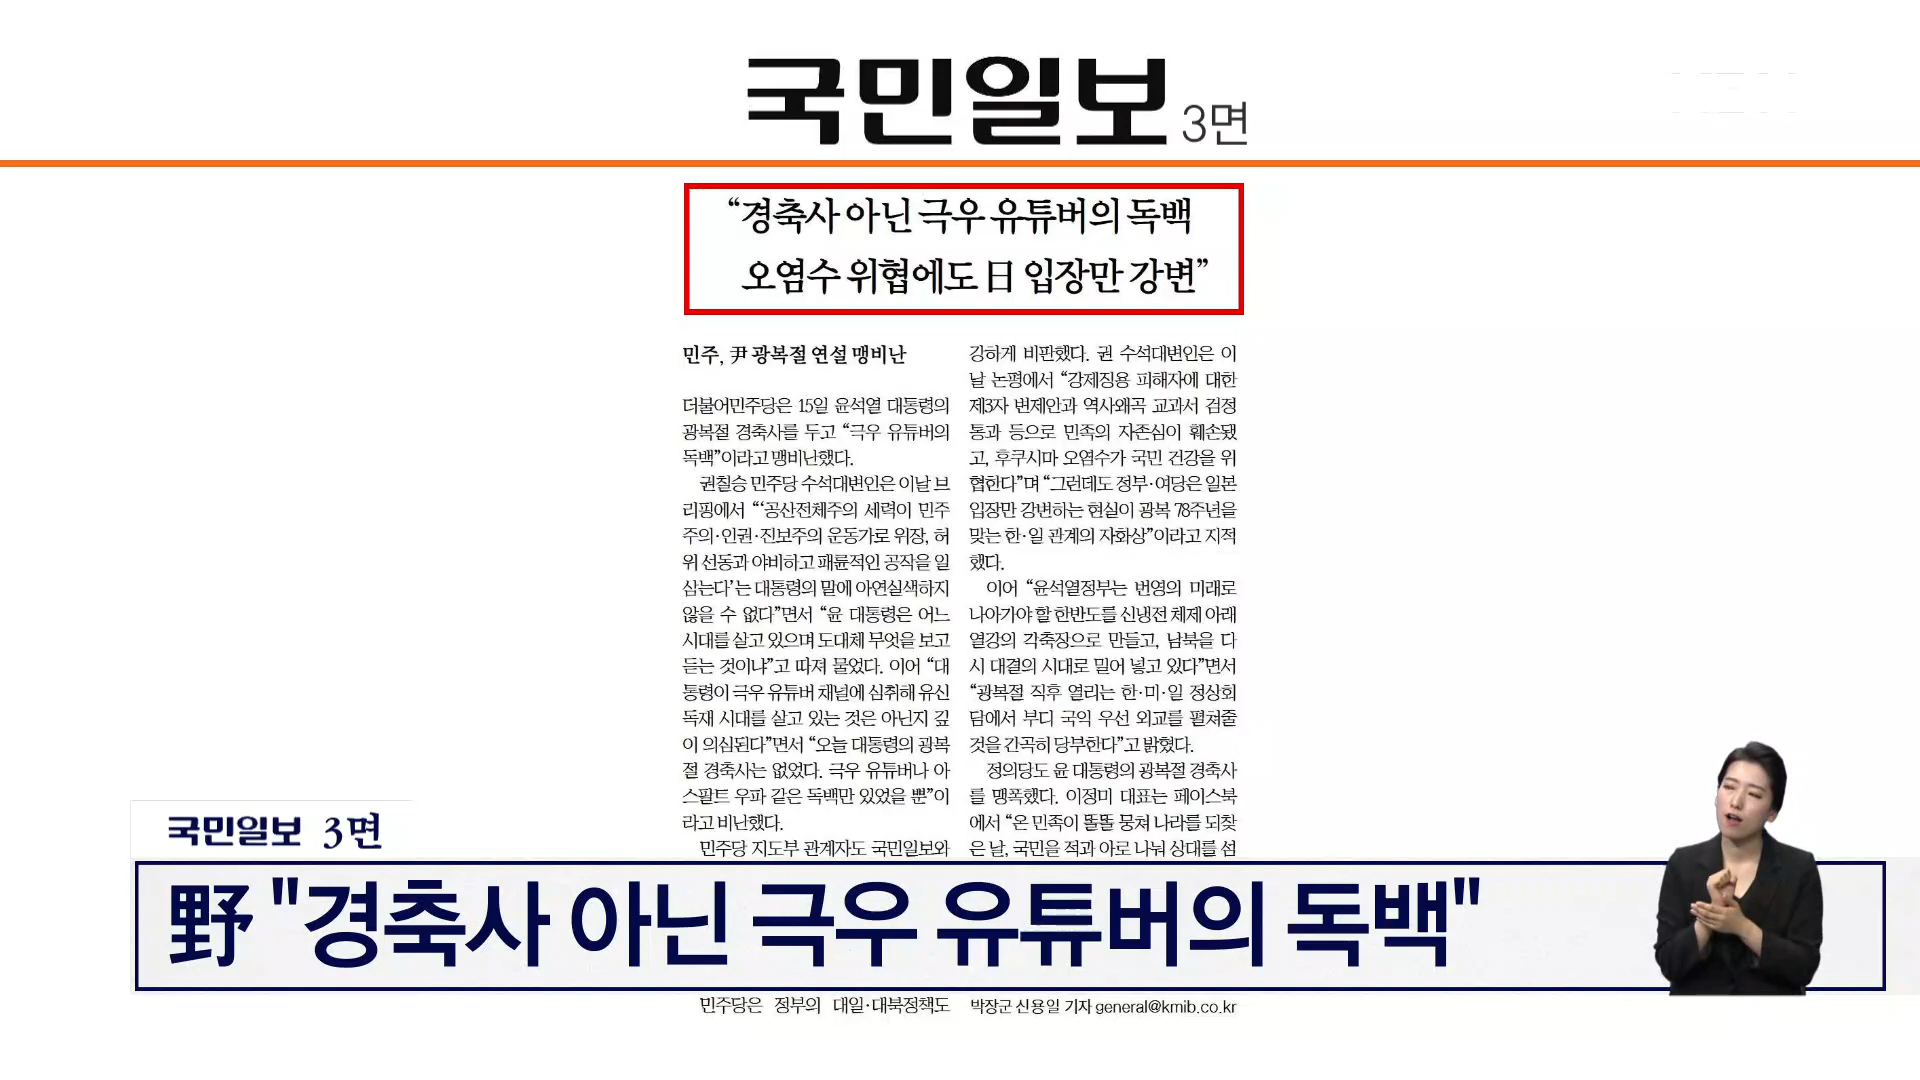 국민일보 3면
“경축사 아닌 극우 유튜버의 독백
오염수 위협에도 日 입장만 강변”
민주, 尹 광복절 연설 맹비난
더불어민주당은 15일 윤석열 대통령의
광복절 경축사를 두고 “극우 유튜버의
독백”이라고 맹비난했다.
권칠승 민주당 수석대변인은 이날 브
리핑에서 “‘공산전체주의 세력이 민주
주의·인권·진보주의 운동가로 위장, 허
위 선동과 야비하고 패륜적인 공작을 일
삼는다’는 대통령의 말에 아연실색하지
않을 수 없다”면서 “윤 대통령은 어느
시대를 살고 있으며 도대체 무엇을 보고
듣는 것이냐”고 따져 물었다. 이어 “대
통령이 극우 유튜버 채널에 심취해 유신
독재 시대를 살고 있는 것은 아닌지 깊
이 의심된다”면서 “오늘 대통령의 광복
절 경축사는 없었다. 극우 유튜버나 아
스팔트 우파 같은 독백만 있었을 뿐”이
라고 비난했다.
민주당 지도부 관계자도 국민일보와
민주당은 정부의 대일·대북정책도
강하게 비판했다. 권 수석대변인은 이
날 논평에서 “강제징용 피해자에 대한
제3자 변제안과 역사왜곡 교과서 검정
통과 등으로 민족의 자존심이 훼손됐
고, 후쿠시마 오염수가 국민 건강을 위
협한다”며 “그런데도 정부·여당은 일본
입장만 강변하는 현실이 광복 78주년을
맞는 한·일 관계의 자화상”이라고 지적
했다.
이어 “윤석열정부는 번영의 미래로
나아가야 할 한반도를 신냉전 체제 아래
열강의 각축장으로 만들고, 남북을 다
시 대결의 시대로 밀어 넣고 있다”면서
“광복절 직후 열리는 한·미·일 정상회
담에서 부디 국익 우선 외교를 펼쳐줄
것을 간곡히 당부한다”고 밝혔다.
정의당도 윤 대통령의 광복절 경축사
를 맹폭했다. 이정미 대표는 페이스북
에서 “온 민족이 똘똘 뭉쳐 나라를 되찾
은 날, 국민을 적과 아로 나눠 상대를 섬
박장군 신용일 기자 general@kmib.co.kr
국민일보 3면
野 "경축사 아닌 극우 유튜버의 독백"